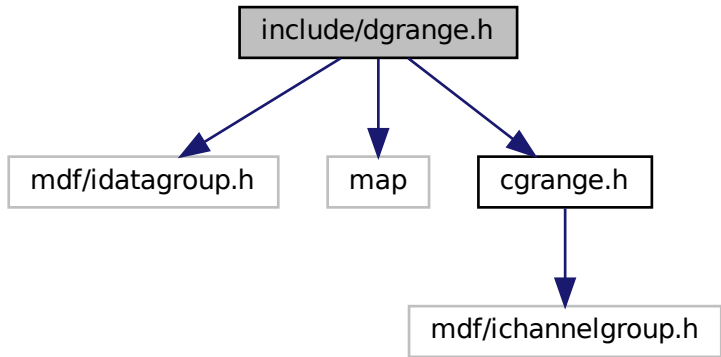 include/dgrange.h
mdf/idatagroup.h
map
cgrange.h
mdf/ichannelgroup.h